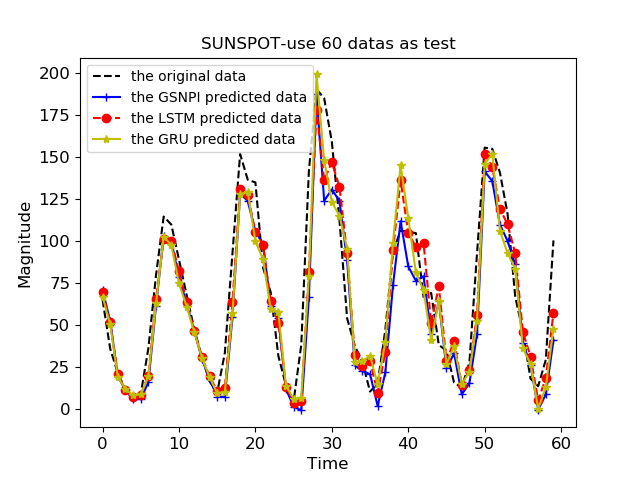 SUNSPOT-use 60 datas as test
the original data
the GSNPI predicted data
the LSTM predicted data
the GRU predicted data
200
175
150
125
100
75
50
25
0
Magnitude
0 10 20 30 40 50 60
Time